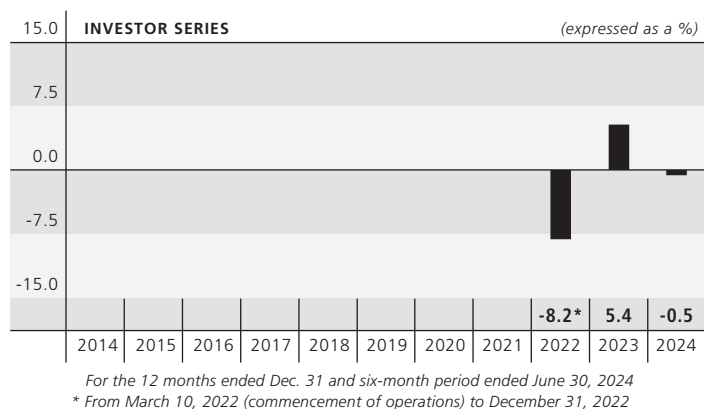 15.0 INVESTOR SERIES (expressed as a %)
7.5
0.0
-7.5
-15.0
-8.2* 5.4 -0.5
2014 2015 2016 2017 2018 2019 2020 2021 2022 2023 2024
For the 12 months ended Dec. 31 and six-month period ended June 30, 2024
* From March 10, 2022 (commencement of operations) to December 31, 2022